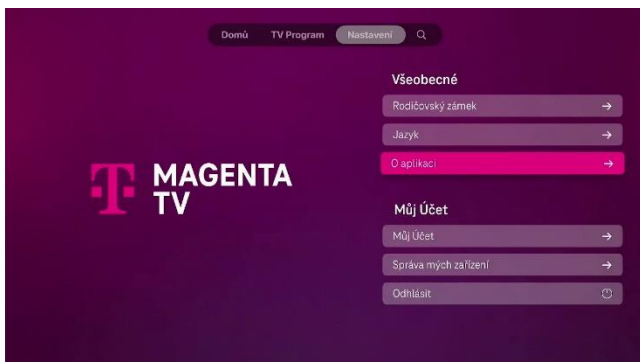 Domů TV Program Nastavení
Všeobecné
Rodičovský zámek
Jazyk
O aplikaci
T MAGENTA
TV
Můj Účet
Můj Účet
Správa mých zařízení
Odhlásit